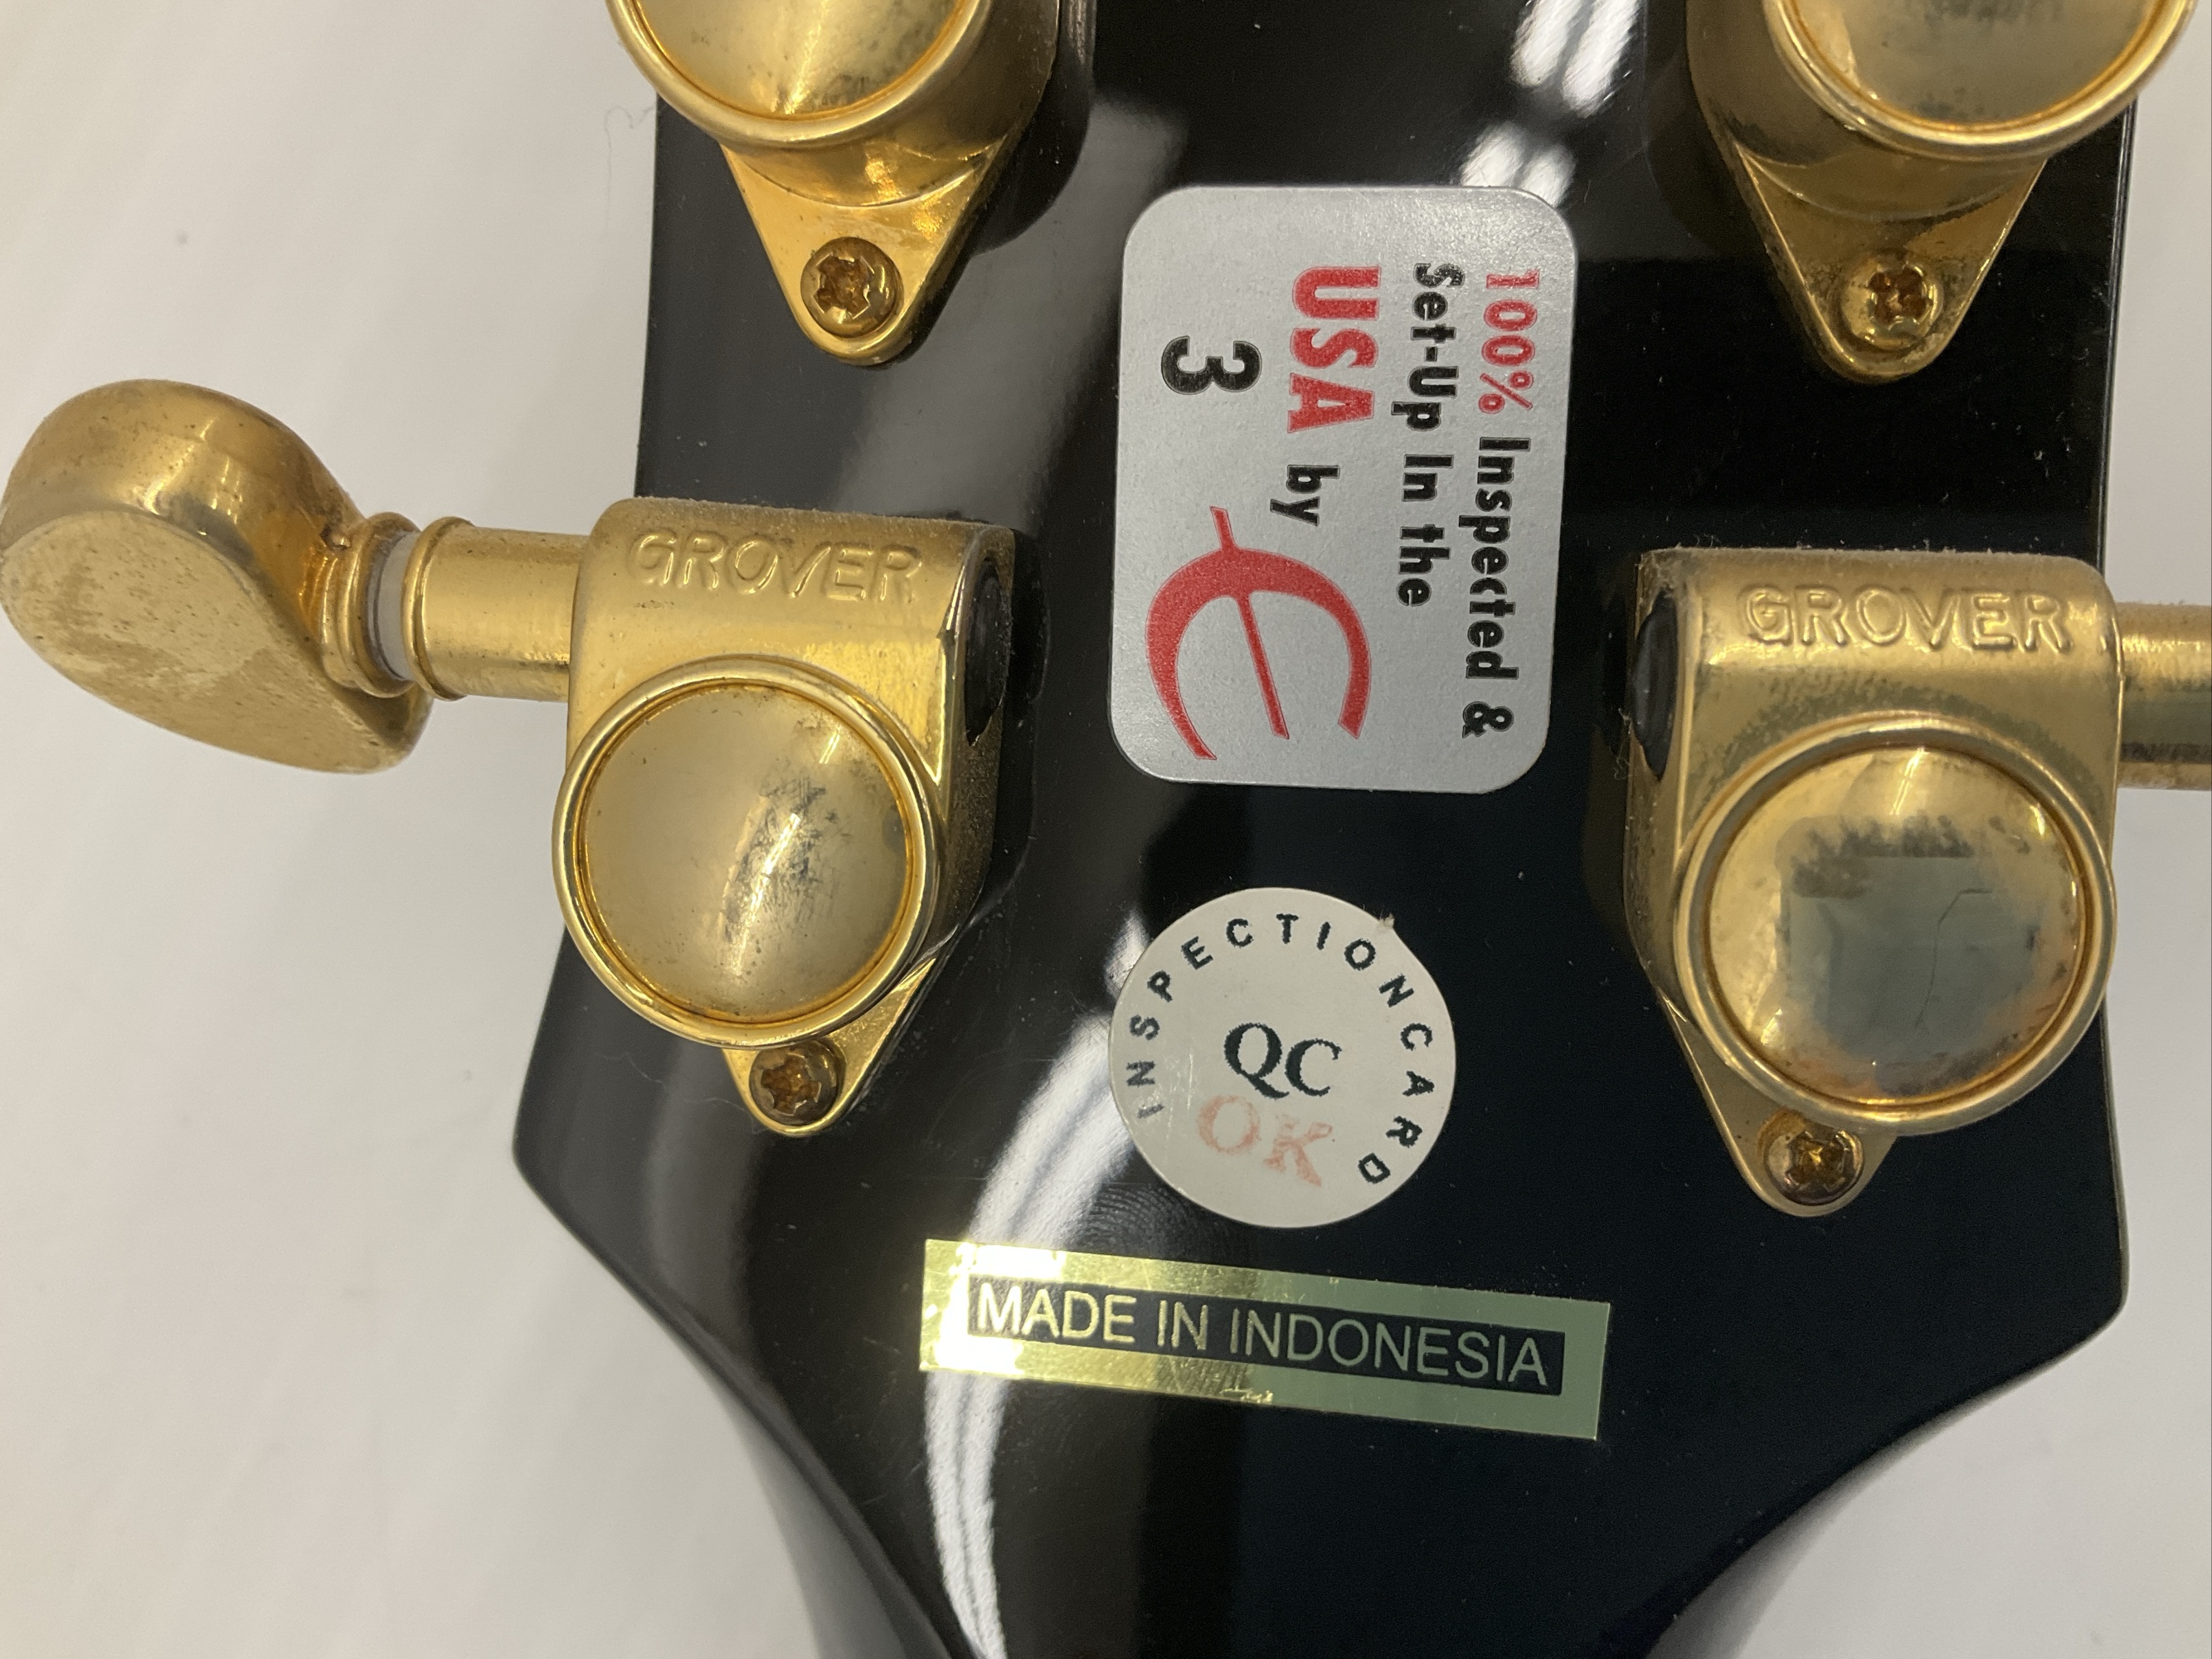 100% Inspected &
Set-Up In the
USA by
3
GROVER
GROVER
INSPECTION CARD
QC
OK
MADE IN INDONESIA